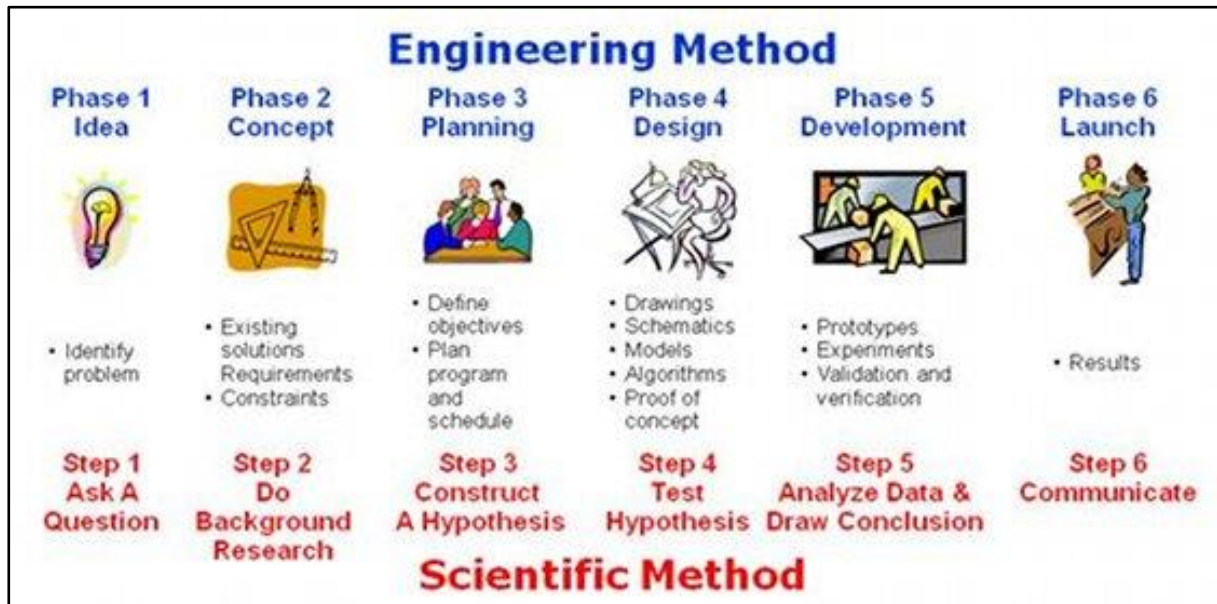 Engineering Method
Phase 1
Idea
Phase 2
Concept
Phase 3
Planning
Phase 4
Design
Phase 5
Development
Phase 6
Launch
• Identify
problem
• Existing
solutions
Requirements
• Constraints
• Define
objectives
• Plan
program
and
schedule
• Drawings
• Schematics
• Models
• Algorithms
• Proof of
concept
• Prototypes
• Experiments
• Validation and
verification
• Results
Step 1
Ask A
Question
Step 2
Do
Background
Research
Step 3
Construct
A Hypothesis
Step 4
Test
Hypothesis
Step 5
Analyze Data &
Draw Conclusion
Step 6
Communicate
Scientific Method